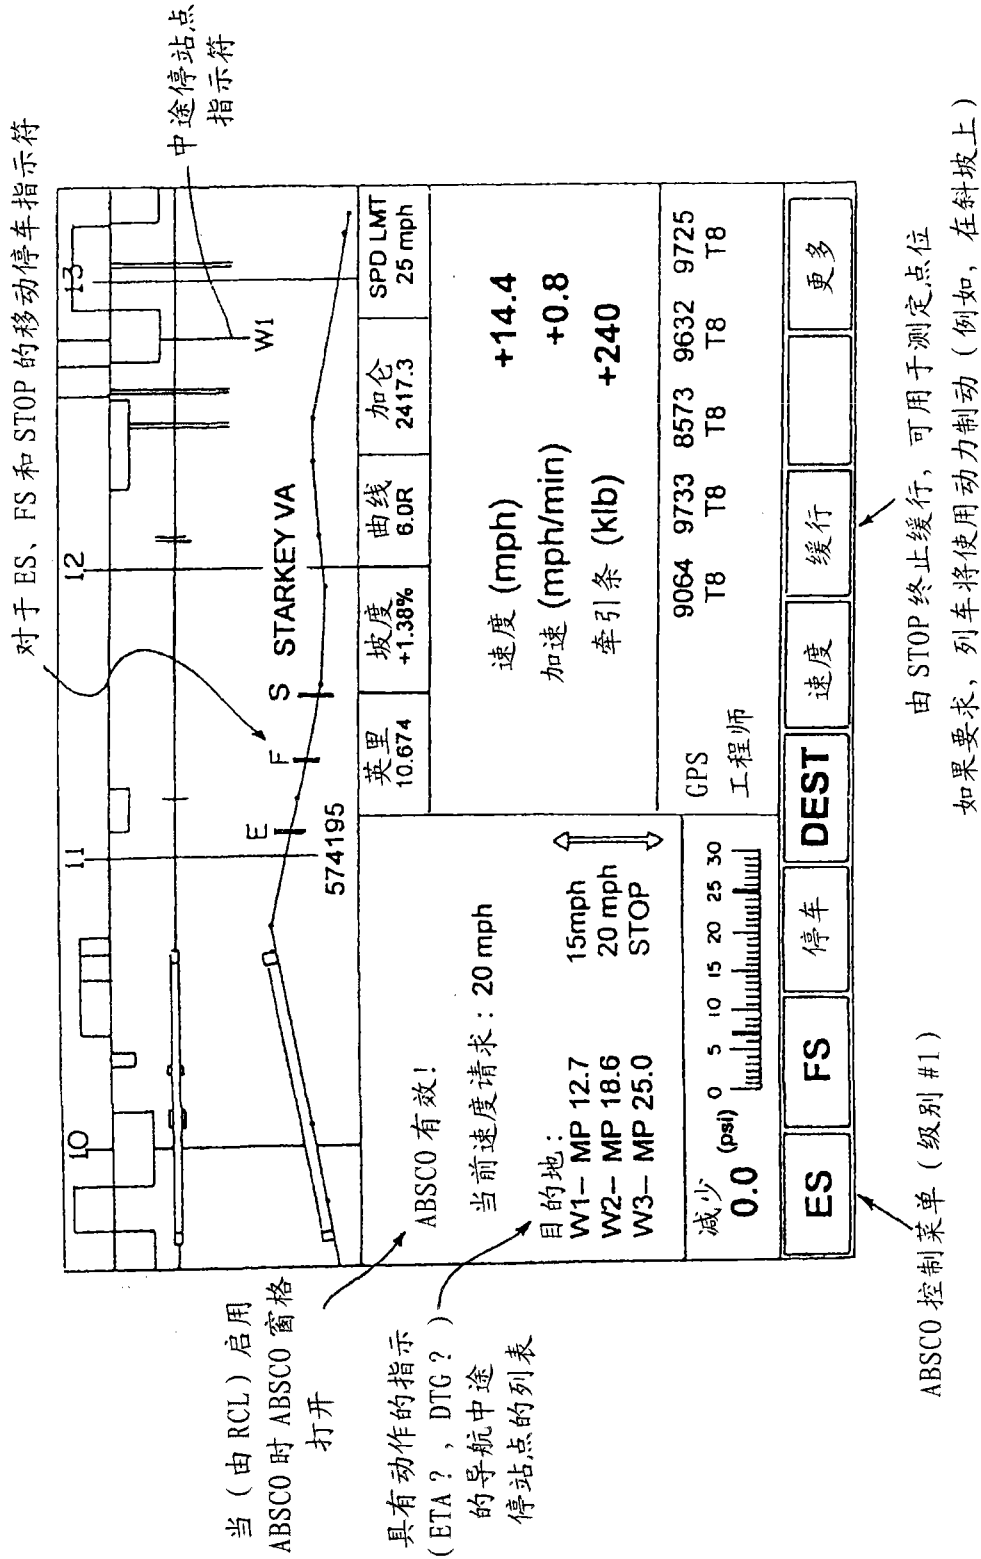 对于 ES、FS 和 STOP 的移动停车指示符
中途停站点
指示符
10
11
12
13
W1
E
F
S
STARKEY VA
574195
英里
10.674
坡度
+1.38%
曲线
6.0R
加仑
2417.3
SPD LMT
25 mph
ABSCO 有效!
当前速度请求: 20 mph
目的地:
W1– MP 12.7 15mph
W2– MP 18.6 20 mph
W3– MP 25.0 STOP
速度 (mph) +14.4
加速 (mph/min) +0.8
牵引条 (klb) +240
减少
0.0 (psi)
0 5 10 15 20 25 30
GPS
工程师
9064 9733 8573 9632 9725
T8 T8 T8 T8 T8
ES FS 停车 DEST 速度 缓行 更多
当(由 RCL)启用
ABSCO 时 ABSCO 窗格
打开
具有动作的指示
(ETA?, DTG?)
的导航中途
停站点的列表
ABSCO 控制菜单(级别 #1)
由 STOP 终止缓行, 可用于测定点位
如果要求, 列车将使用动力制动(例如, 在斜坡上)